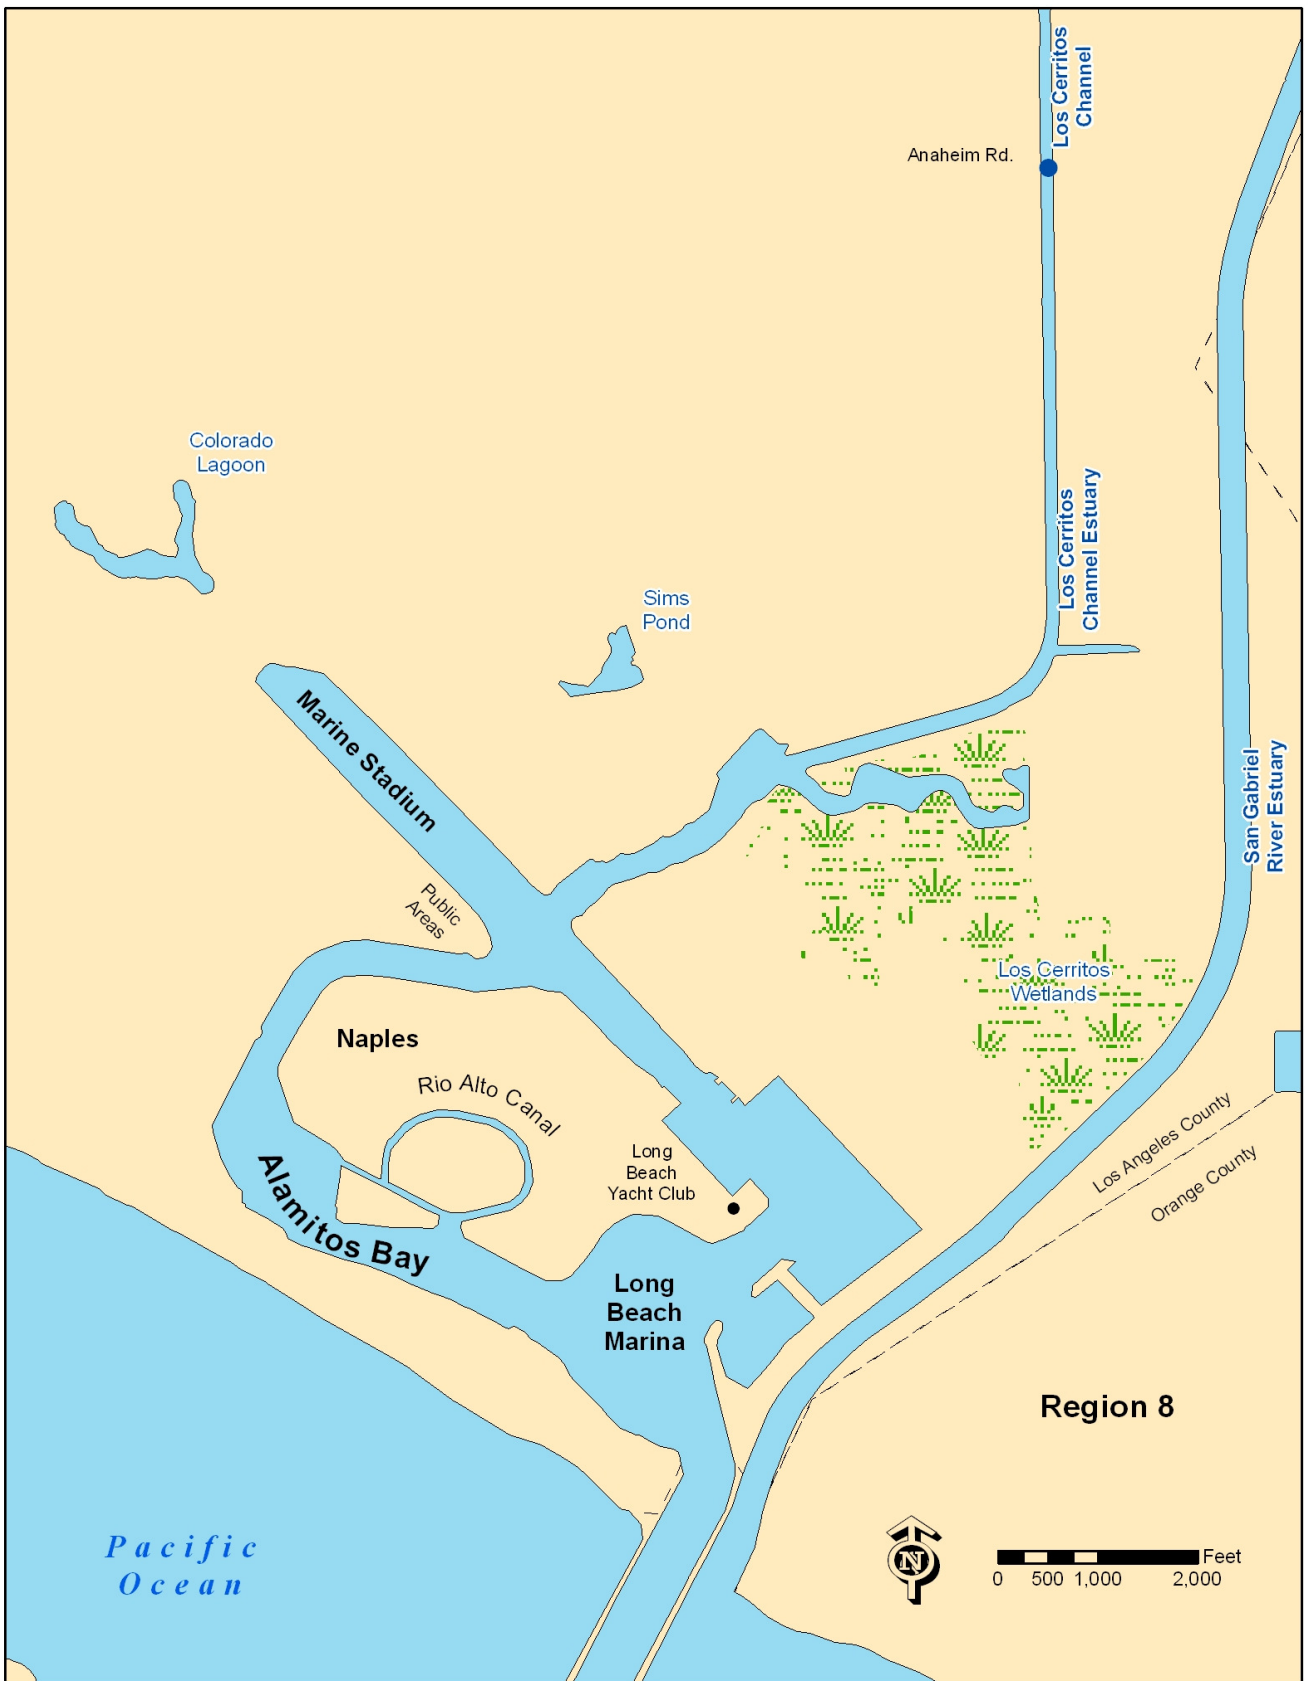 Los Cerritos
Channel
Anaheim Rd.
Colorado
Lagoon
Los Cerritos
Channel Estuary
Sims
Pond
Marine Stadium
San Gabriel
River Estuary
Public
Areas
Los Cerritos
Wetlands
Naples
Rio Alto Canal
Los Angeles County
Orange County
Long
Beach
Yacht Club
Alamitos Bay
Long
Beach
Marina
Region 8
Pacific
Ocean
N
Feet
0 500 1,000 2,000